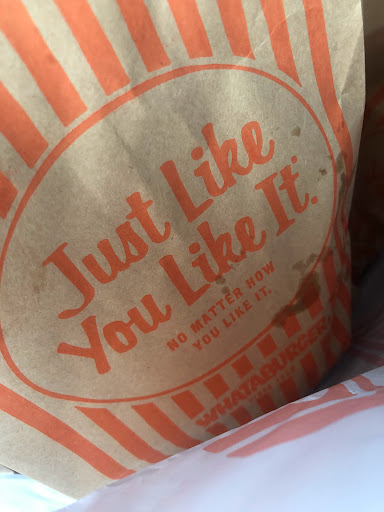 Just Like
You Like It.
NO MATTER HOW
YOU LIKE IT.
WHATABURGER